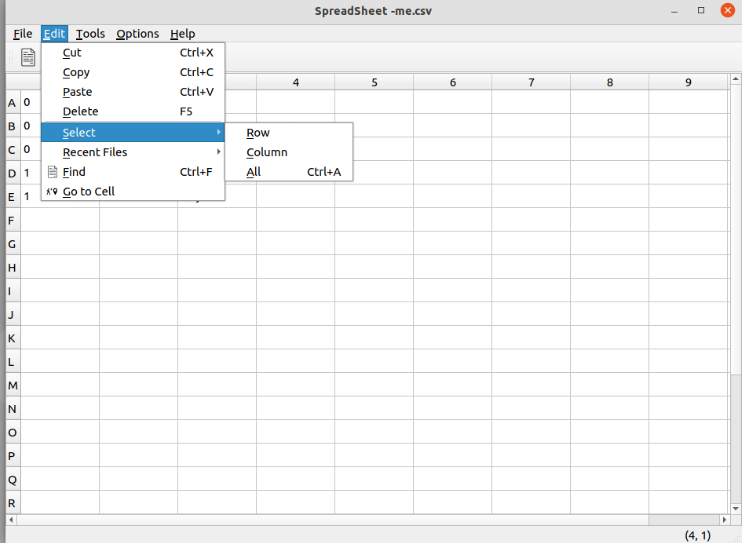 SpreadSheet -me.csv
File Edit Tools Options Help
Cut Ctrl+X
Copy Ctrl+C
4 5 6 7 8 9
Paste Ctrl+V
A 0
Delete F5
B 0
Select Row
C 0
Recent Files Column
D 1
Find Ctrl+F All Ctrl+A
E 1
Go to Cell
F
G
H
I
J
K
L
M
N
O
P
Q
R
(4, 1)